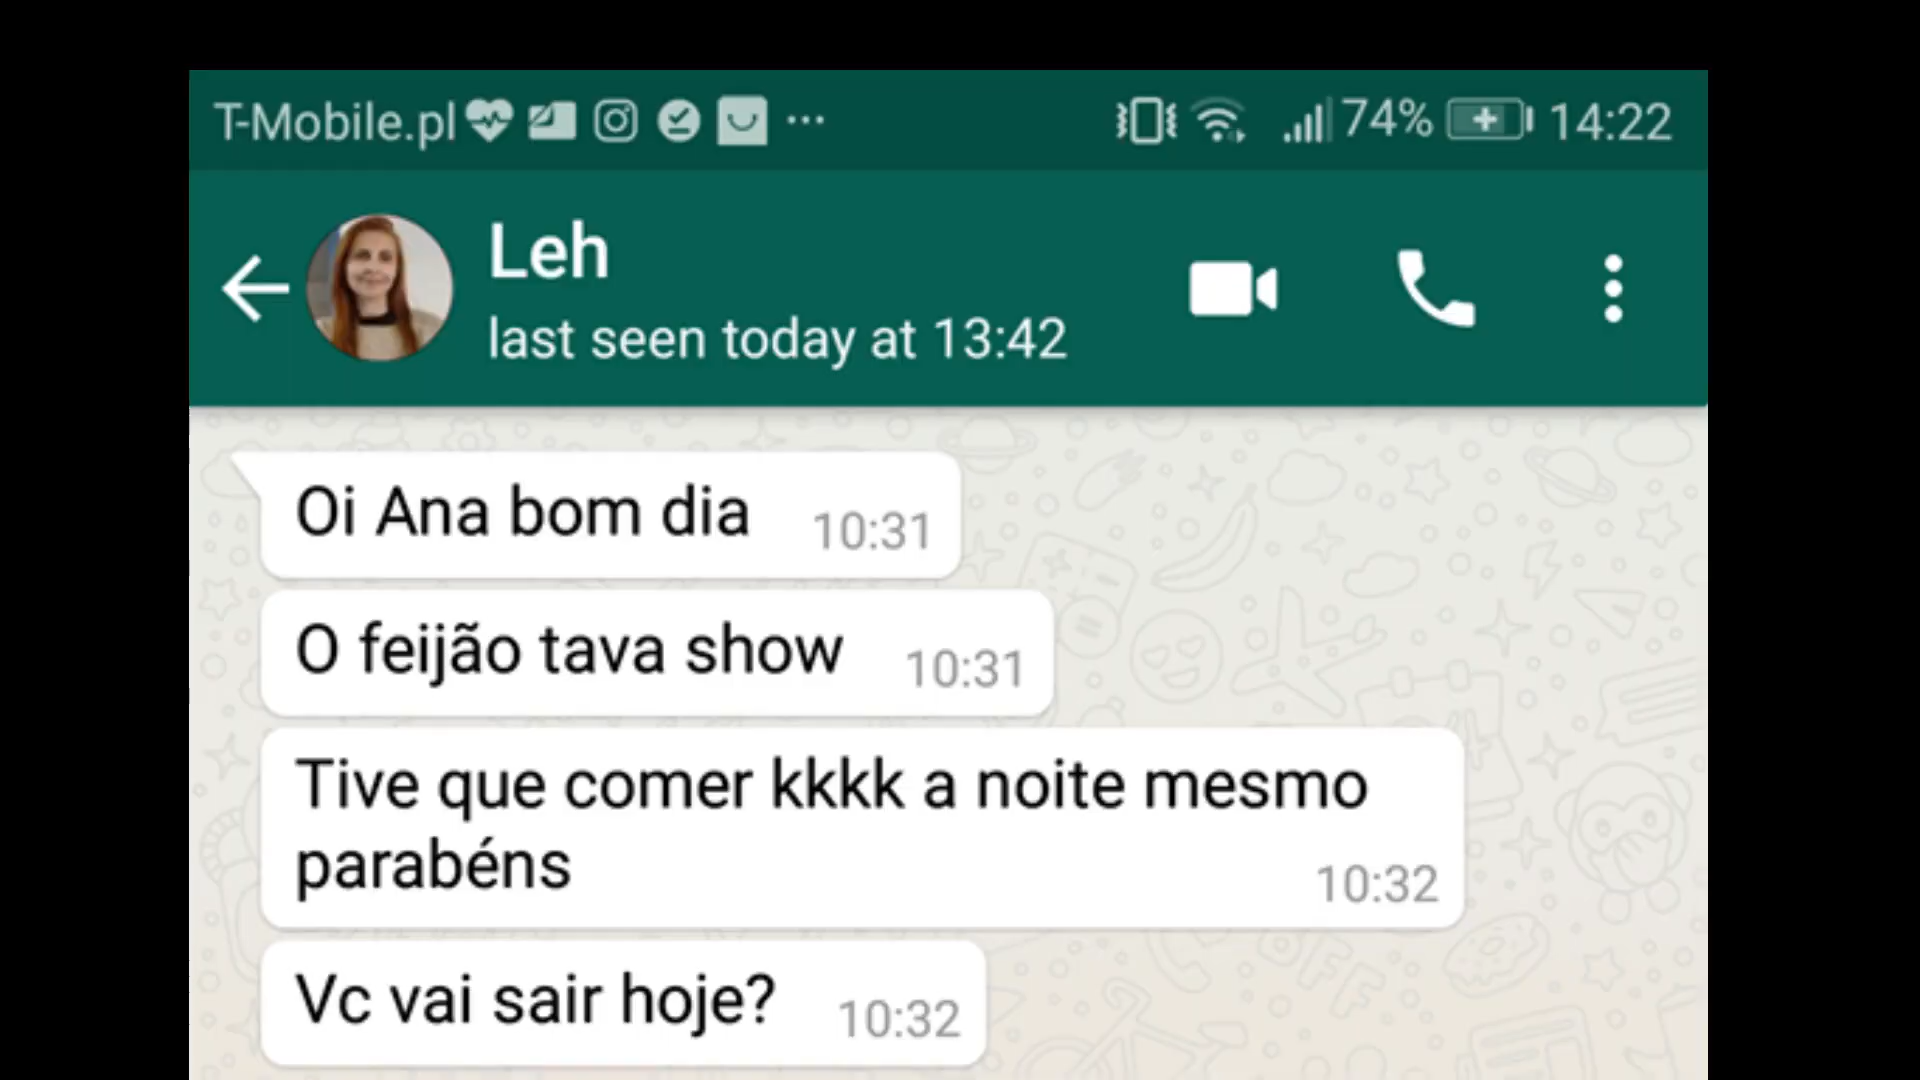 T-Mobile.pl ... 74% 14:22
Leh
last seen today at 13:42
Oi Ana bom dia 10:31
O feijão tava show 10:31
Tive que comer kkkk a noite mesmo
parabéns 10:32
Vc vai sair hoje? 10:32